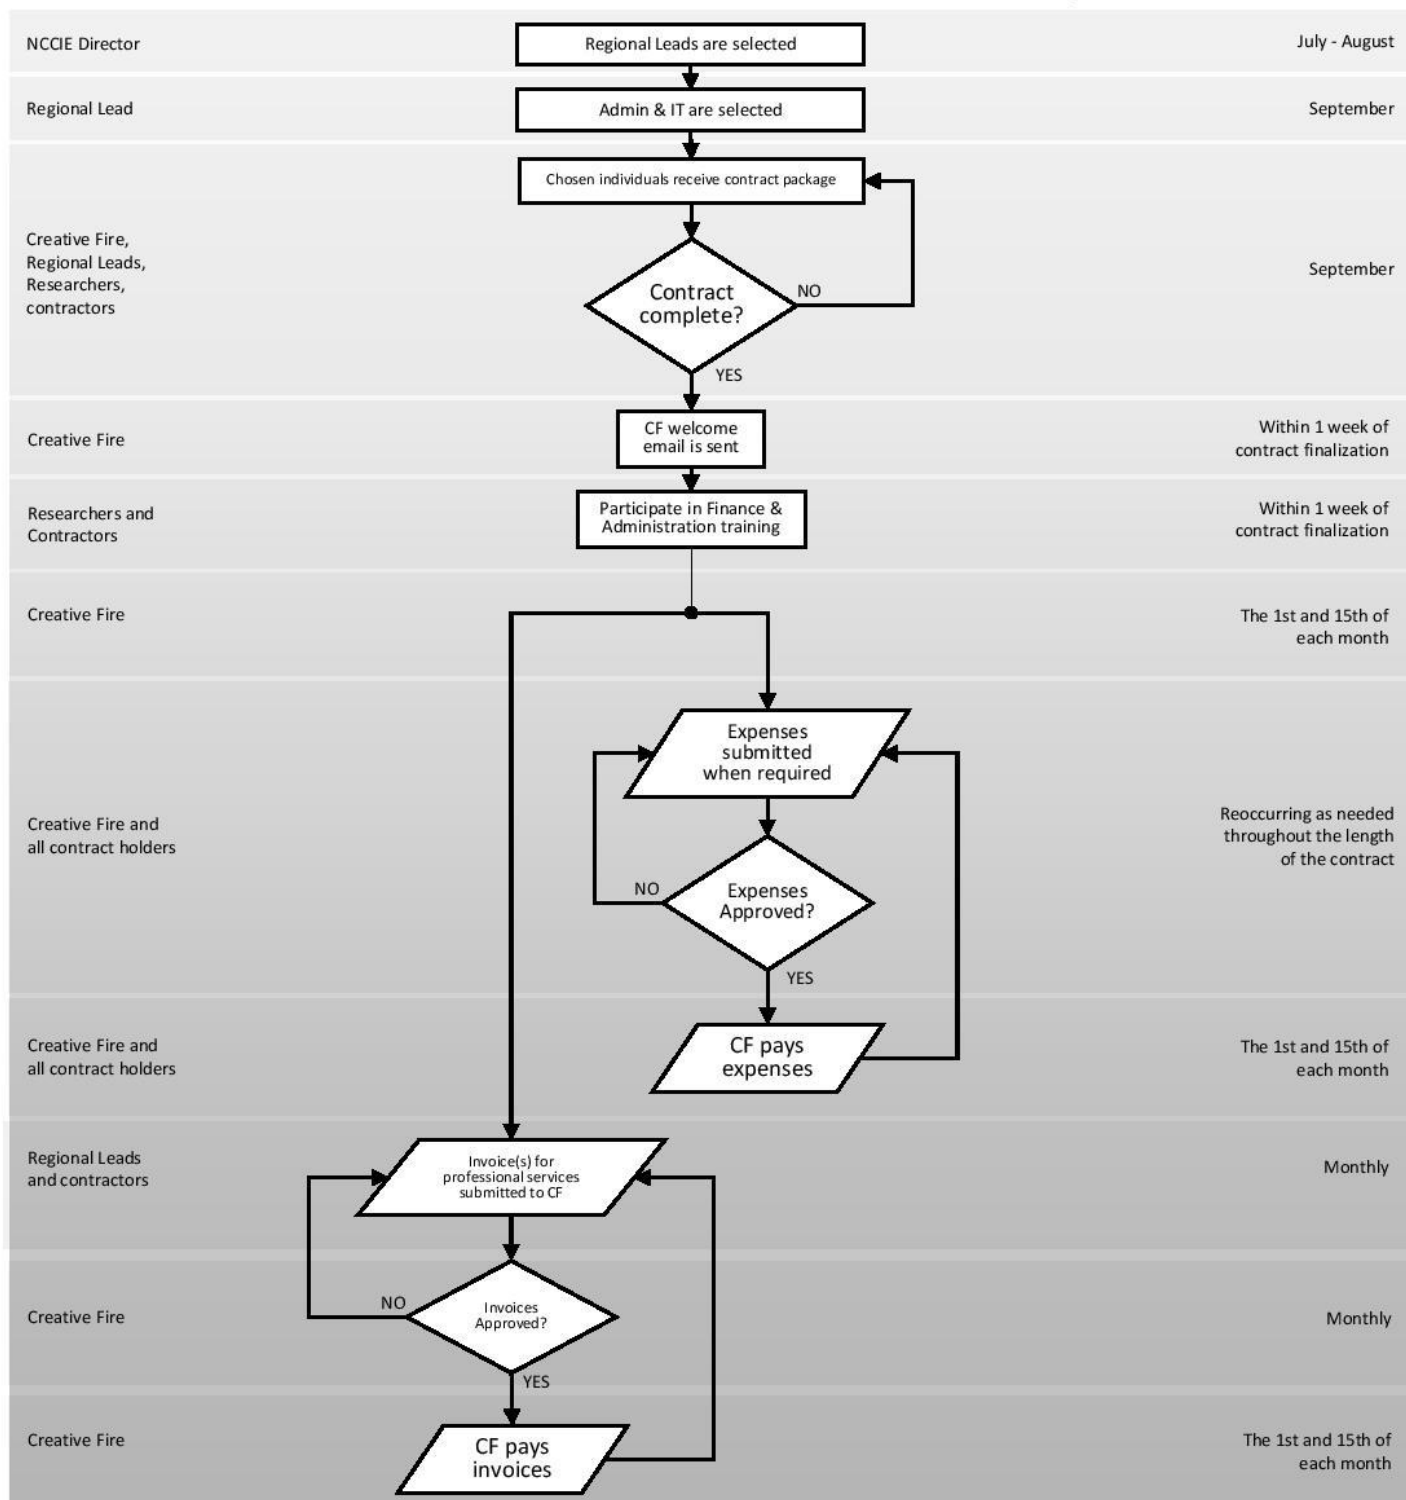 NCCIE Director
Regional Leads are selected
July - August
Regional Lead
Admin & IT are selected
September
Chosen individuals receive contract package
Creative Fire,
Regional Leads,
Researchers,
contractors
September
Contract
complete?
NO
YES
Creative Fire
CF welcome
email is sent
Within 1 week of
contract finalization
Researchers and
Contractors
Participate in Finance &
Administration training
Within 1 week of
contract finalization
Creative Fire
The 1st and 15th of
each month
Expenses
submitted
when required
Creative Fire and
all contract holders
Reoccurring as needed
throughout the length
of the contract
NO
Expenses
Approved?
YES
Creative Fire and
all contract holders
CF pays
expenses
The 1st and 15th of
each month
Regional Leads
and contractors
Invoice(s) for
professional services
submitted to CF
Monthly
Creative Fire
NO
Invoices
Approved?
Monthly
YES
Creative Fire
CF pays
invoices
The 1st and 15th of
each month